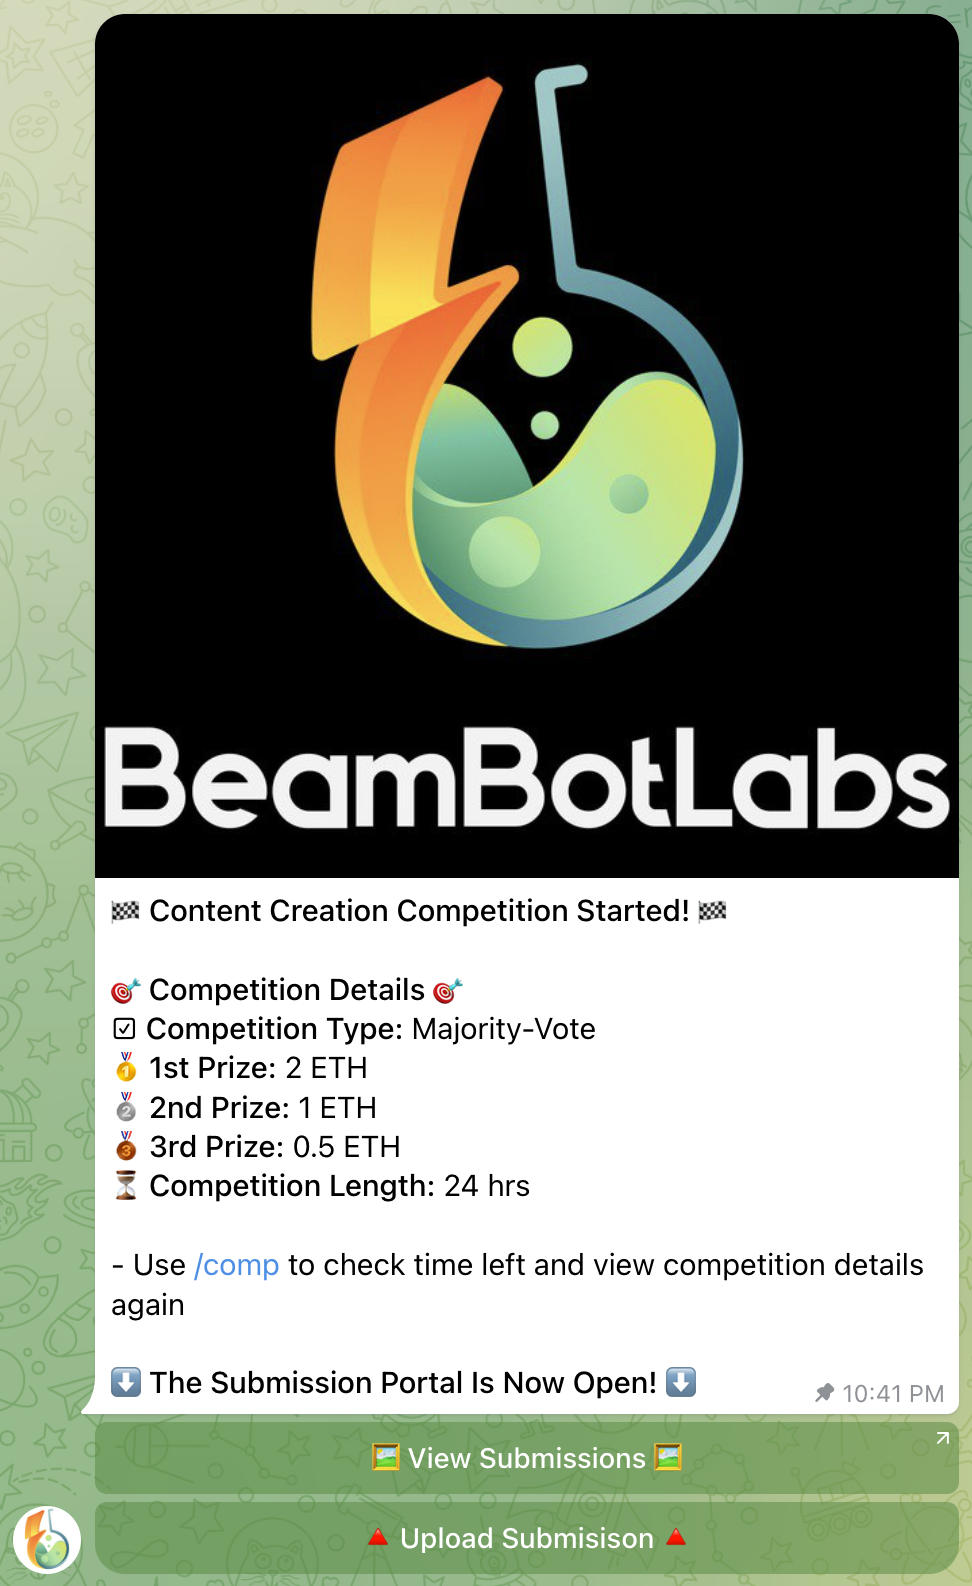 BeamBotLabs
🏁 Content Creation Competition Started! 🏁
🎯 Competition Details 🎯
☑ Competition Type: Majority-Vote
🥇 1st Prize: 2 ETH
🥈 2nd Prize: 1 ETH
🥉 3rd Prize: 0.5 ETH
⏳ Competition Length: 24 hrs
- Use /comp to check time left and view competition details
again
⬇️ The Submission Portal Is Now Open! ⬇️
10:41 PM
🖼️ View Submissions 🖼️
🔺 Upload Submisison 🔺